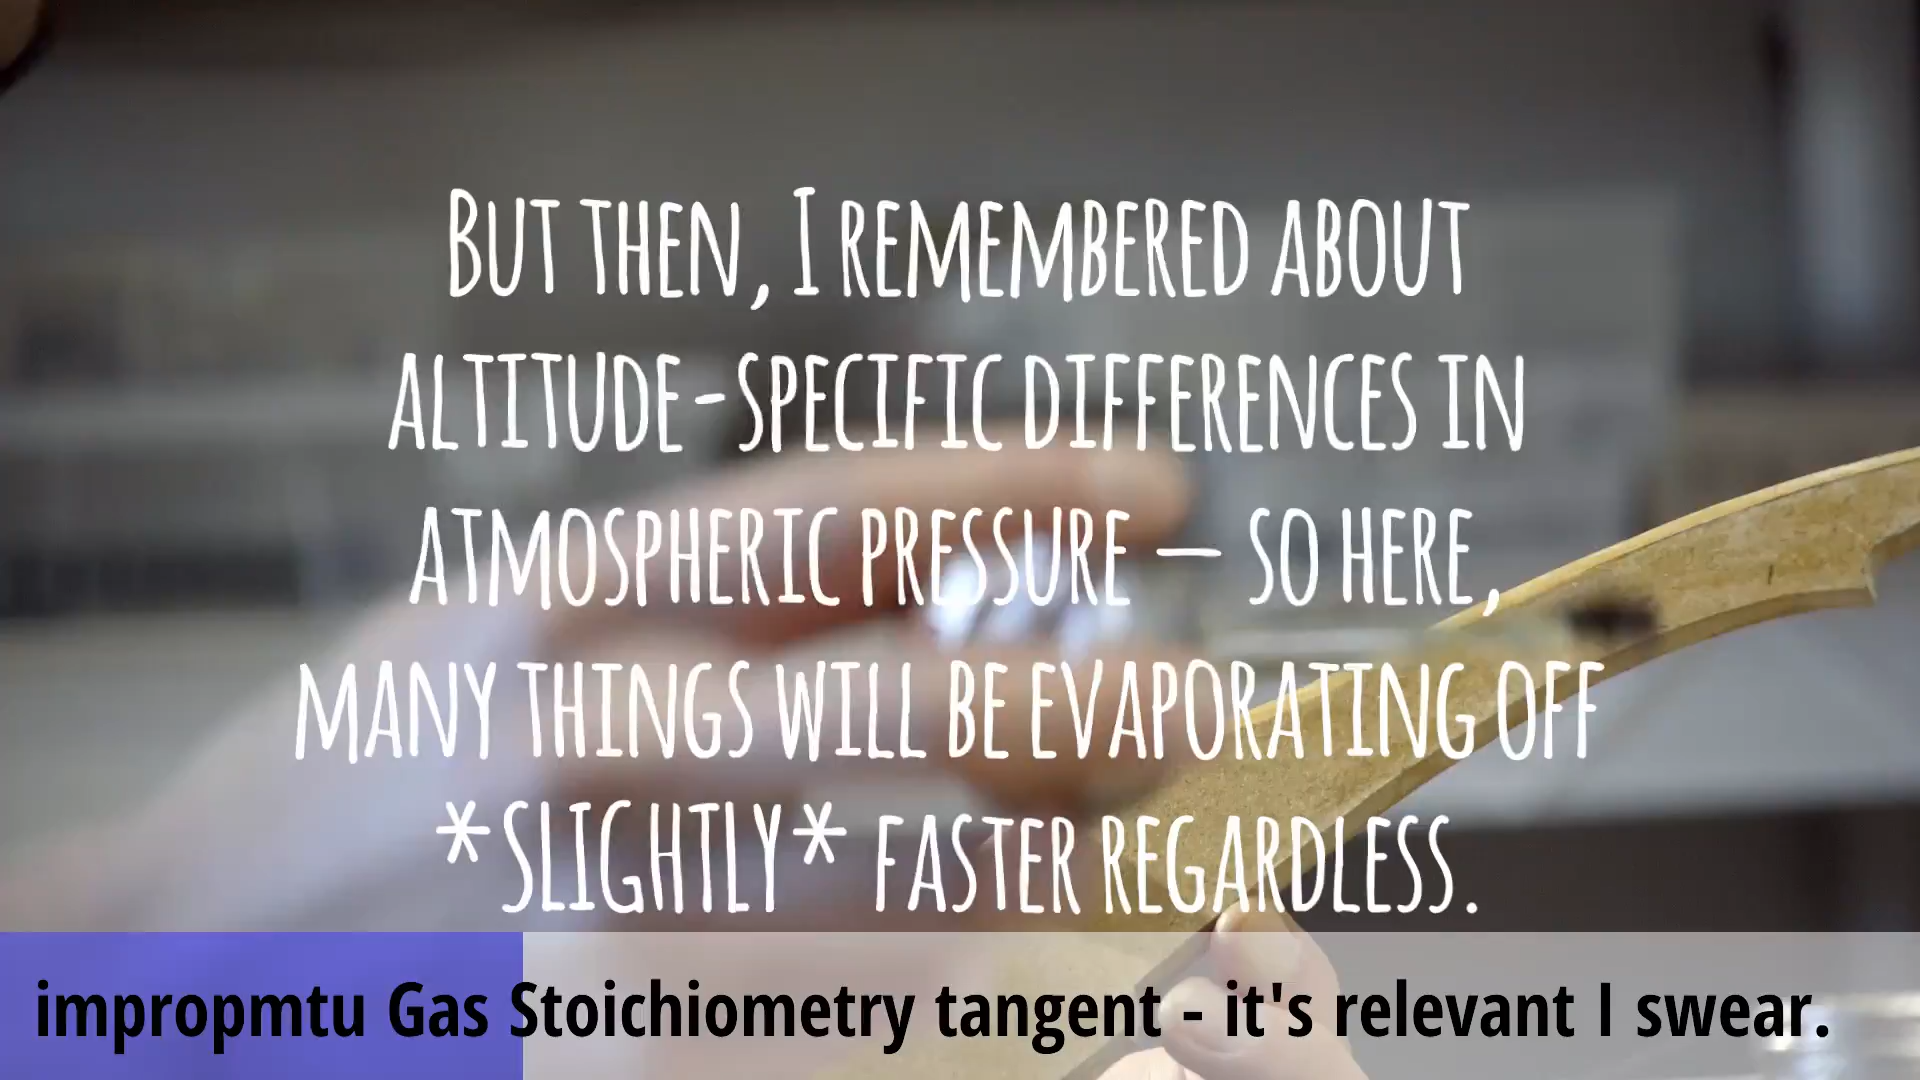 But then, I remembered about
altitude-specific differences in
atmospheric pressure – so here,
many things will be evaporating off
*SLIGHTLY* faster regardless.
impropmtu Gas Stoichiometry tangent - it's relevant I swear.